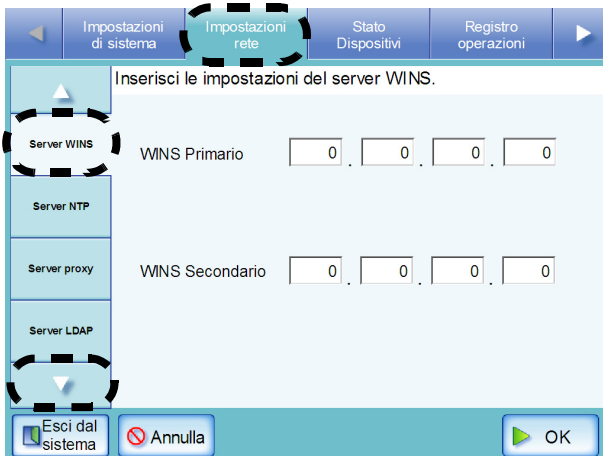 Impostazioni
di sistema
Impostazioni
rete
Stato
Dispositivi
Registro
operazioni
Inserisci le impostazioni del server WINS.
Server WINS
Server NTP
Server proxy
Server LDAP
WINS Primario 0 . 0 . 0 . 0
WINS Secondario 0 . 0 . 0 . 0
Esci dal
sistema
Annulla
OK